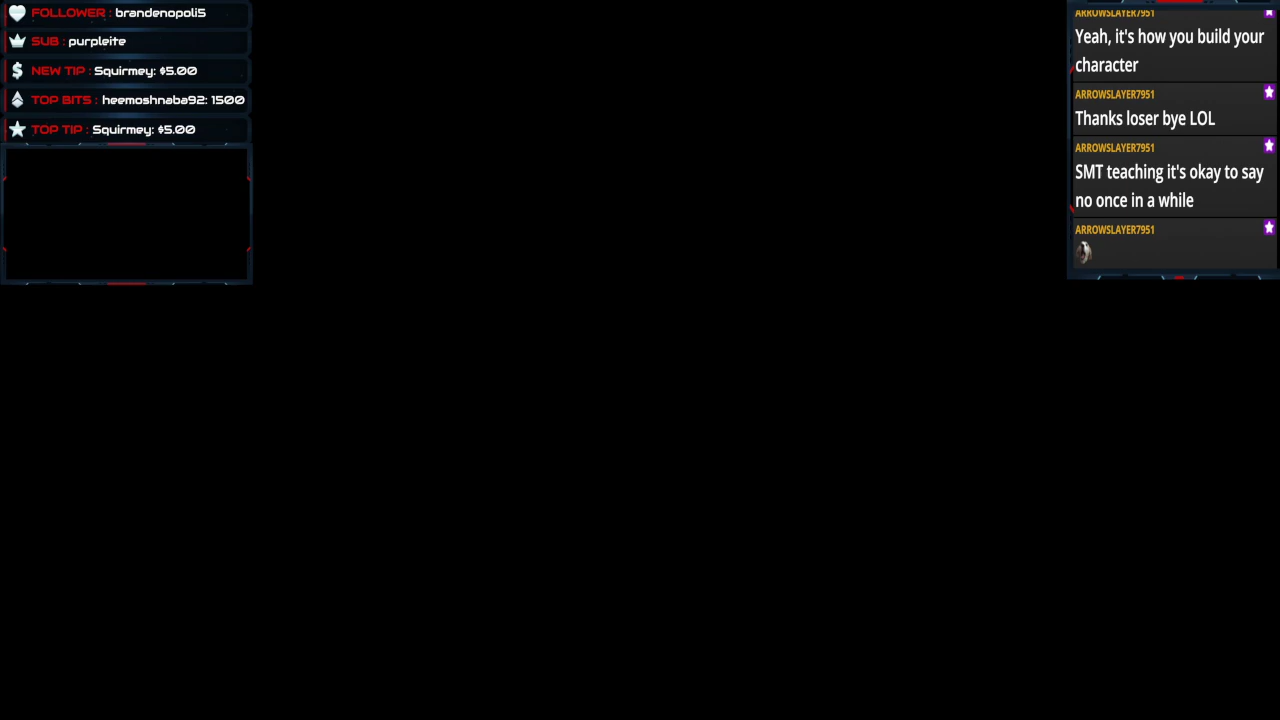 FOLLOWER : brandenopoli5
SUB : purpleite
NEW TIP : Squirmey: $5.00
TOP BITS : heemoshnaba92: 1500
TOP TIP : Squirmey: $5.00
ARROWSLAYER7951
Yeah, it's how you build your
character
ARROWSLAYER7951
Thanks loser bye LOL
ARROWSLAYER7951
SMT teaching it's okay to say
no once in a while
ARROWSLAYER7951